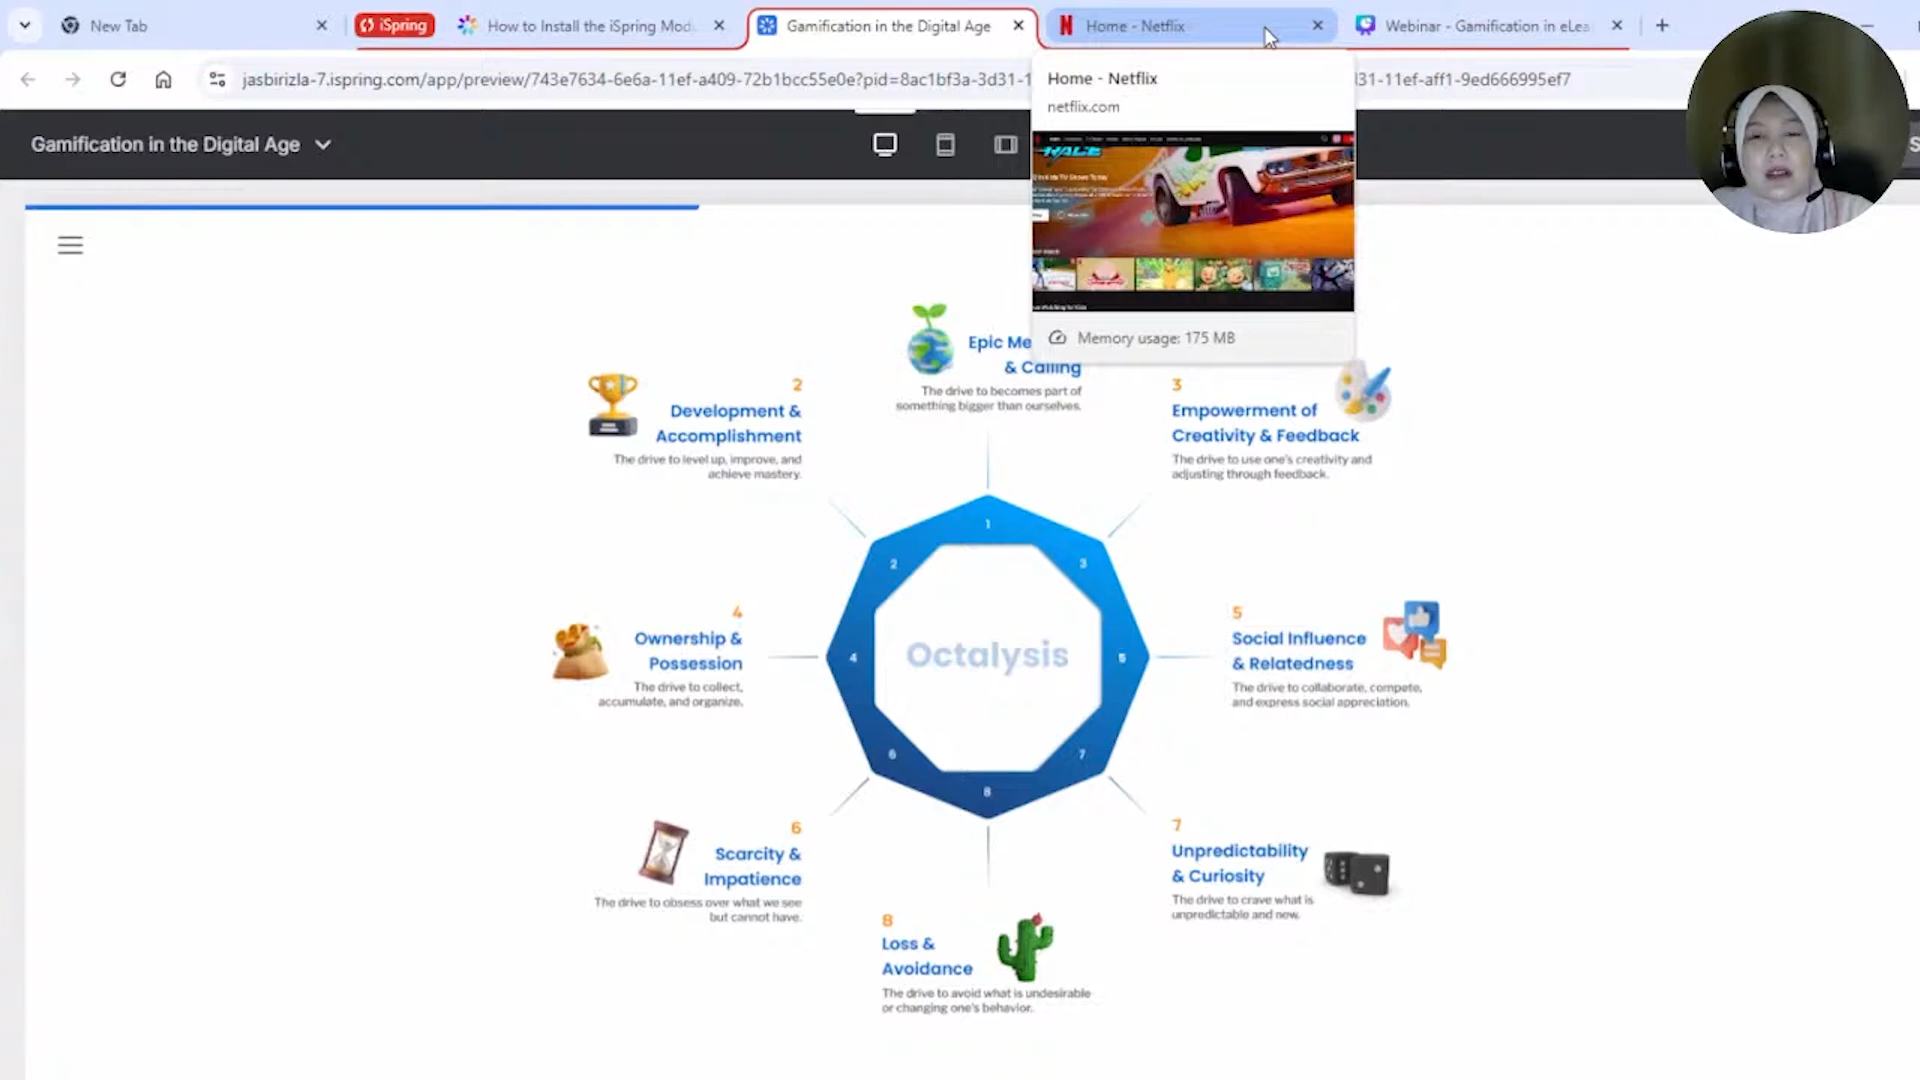 New Tab
iSpring
How to Install the iSpring Mod
Gamification in the Digital Age
Home - Netflix
Webinar - Gamification in eLea
jasbirizla-7.ispring.com/app/preview/743e7634-6e6a-11ef-a409-72b1bcc55e0e?pid=8ac1bf3a-3d31-1
31-11ef-aff1-9ed666995ef7
Home - Netflix
netflix.com
RACE
Memory usage: 175 MB
Gamification in the Digital Age
S
Epic Me
& Calling
The drive to becomes part of
something bigger than ourselves.
2
Development &
Accomplishment
The drive to level up, improve, and
achieve mastery.
3
Empowerment of
Creativity & Feedback
The drive to use one's creativity and
adjusting through feedback.
1
2
3
4
Ownership &
Possession
The drive to collect,
accumulate, and organize.
4
Octalysis
5
5
Social Influence
& Relatedness
The drive to collaborate, compete,
and express social appreciation.
6
7
8
6
Scarcity &
Impatience
The drive to obsess over what we see
but cannot have.
7
Unpredictability
& Curiosity
The drive to crave what is
unpredictable and new.
8
Loss &
Avoidance
The drive to avoid what is undesirable
or changing one's behavior.